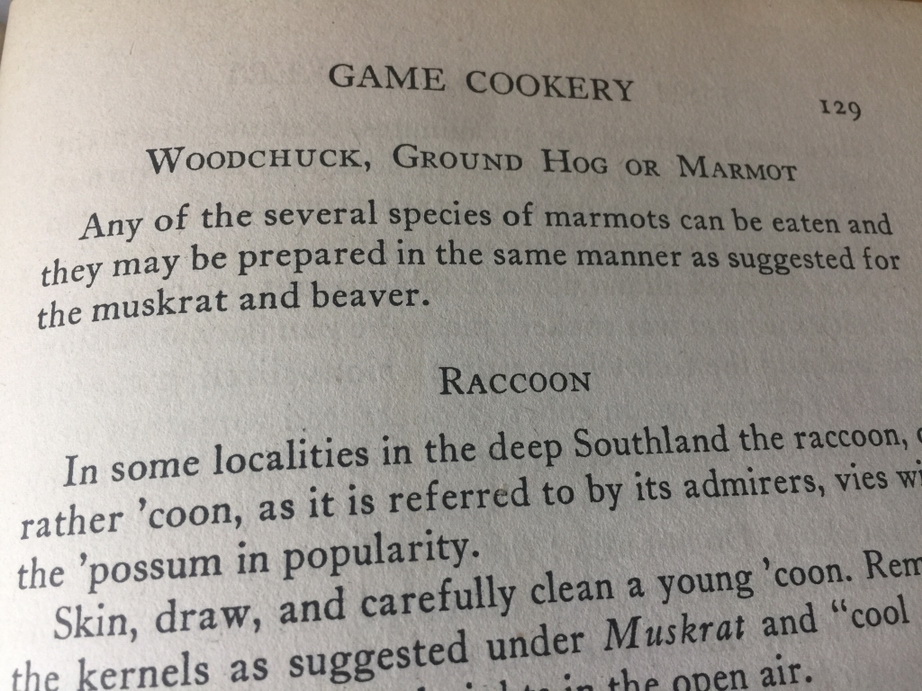 GAME COOKERY
129
WOODCHUCK, GROUND HOG OR MARMOT
Any of the several species of marmots can be eaten and
they may be prepared in the same manner as suggested for
the muskrat and beaver.
RACCOON
In some localities in the deep Southland the raccoon,
rather 'coon, as it is referred to by its admirers, vies
the 'possum in popularity.
Skin, draw, and carefully clean a young 'coon.
the kernels as suggested under Muskrat and “cool
in the open air.